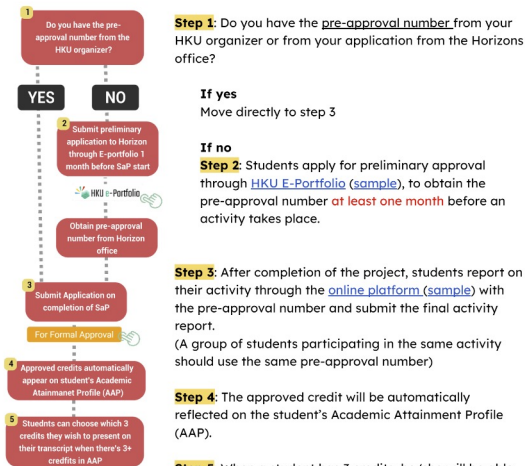 1
Do you have the pre-
approval number from the
HKU organizer?
YES
NO
2
Submit preliminary
application to Horizon
through E-portfolio 1
month before SaP start
HKU e-Portfolio
Obtain pre-approval
number from Horizon
office
3
Submit Application on
completion of SaP
For Formal Approval
4
Approved credits automatically
appear on student's Academic
Attainmanet Profile (AAP)
5
Stuednts can choose which 3
credits they wish to present on
their transcript when there's 3+
credfits in AAP
Step 1: Do you have the pre-approval number from your
HKU organizer or from your application from the Horizons
office?
If yes
Move directly to step 3
If no
Step 2: Students apply for preliminary approval
through HKU E-Portfolio (sample), to obtain the
pre-approval number at least one month before an
activity takes place.
Step 3: After completion of the project, students report on
their activity through the online platform (sample) with
the pre-approval number and submit the final activity
report.
(A group of students participating in the same activity
should use the same pre-approval number)
Step 4: The approved credit will be automatically
reflected on the student's Academic Attainment Profile
(AAP).